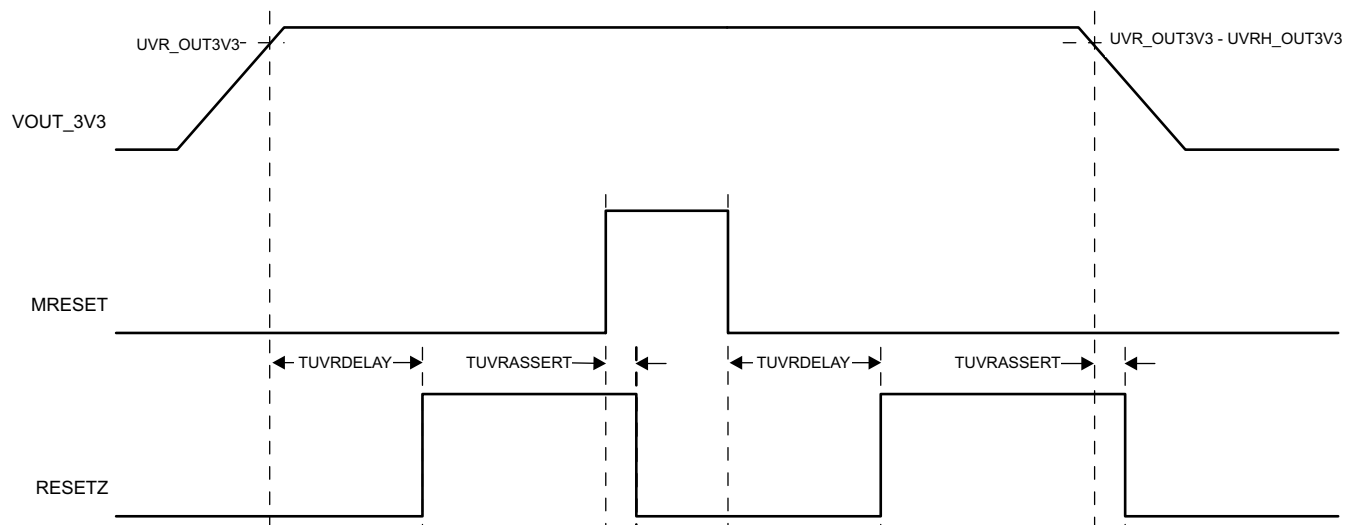 UVR_OUT3V3
UVR_OUT3V3 - UVRH_OUT3V3
VOUT_3V3
MRESET
TUVRDELAY
TUVRASSERT
TUVRDELAY
TUVRASSERT
RESETZ